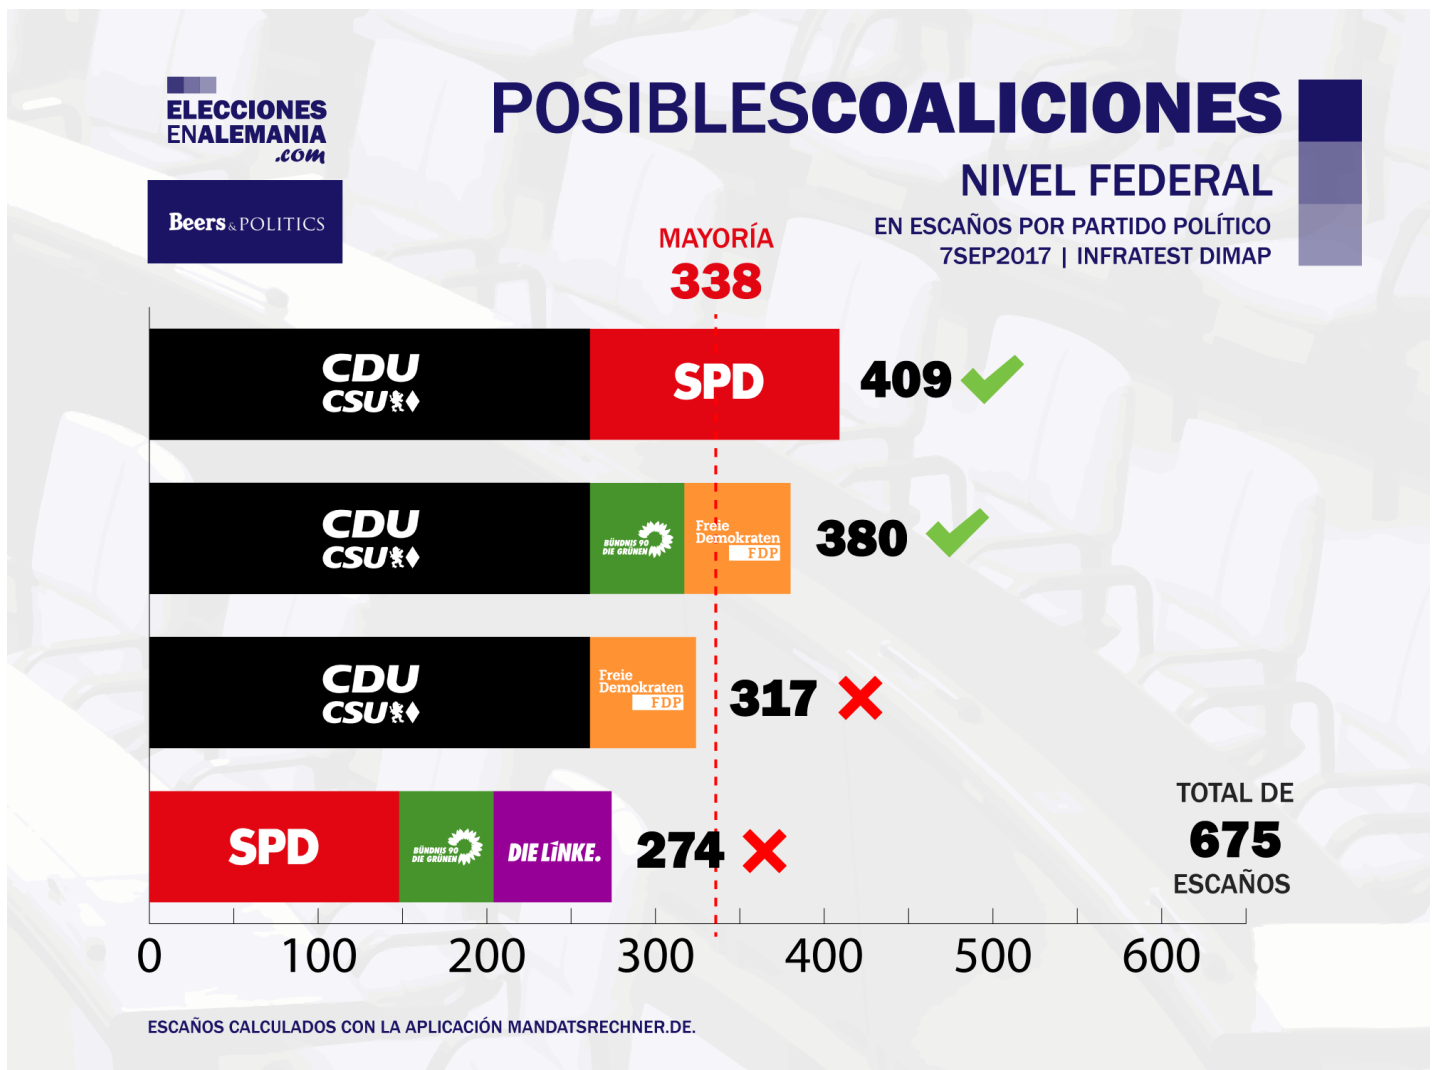 ELECCIONES
ENALEMANIA
.com
Beers & POLITICS
POSIBLESCOALICIONES
NIVEL FEDERAL
EN ESCAÑOS POR PARTIDO POLÍTICO
7SEP2017 | INFRATEST DIMAP
MAYORÍA
338
CDU
CSU
SPD
409
CDU
CSU
BÜNDNIS 90
DIE GRÜNEN
Freie
Demokraten
FDP
380
CDU
CSU
Freie
Demokraten
FDP
317
SPD
BÜNDNIS 90
DIE GRÜNEN
DIE LINKE.
274
TOTAL DE
675
ESCAÑOS
0 100 200 300 400 500 600
ESCAÑOS CALCULADOS CON LA APLICACIÓN MANDATSRECHNER.DE.